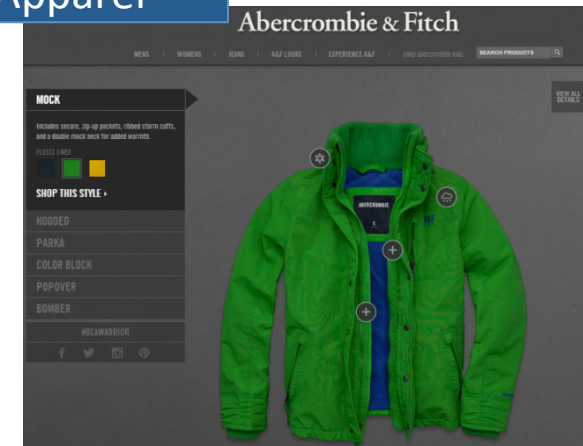 Apparel
Abercrombie & Fitch
MENS | WOMENS | JEANS | A&F LOOKS | EXPERIENCE A&F | shop abercrombie kids SEARCH PRODUCTS
MOCK
VIEW ALL
DETAILS
Includes secure, zip-up pockets, ribbed storm cuffs,
and a double mock neck for added warmth.
FLEECE LINED
SHOP THIS STYLE ›
HOODED
PARKA
COLOR BLOCK
POPOVER
BOMBER
#BEAWARRIOR
ABERCROMBIE
S
A&F